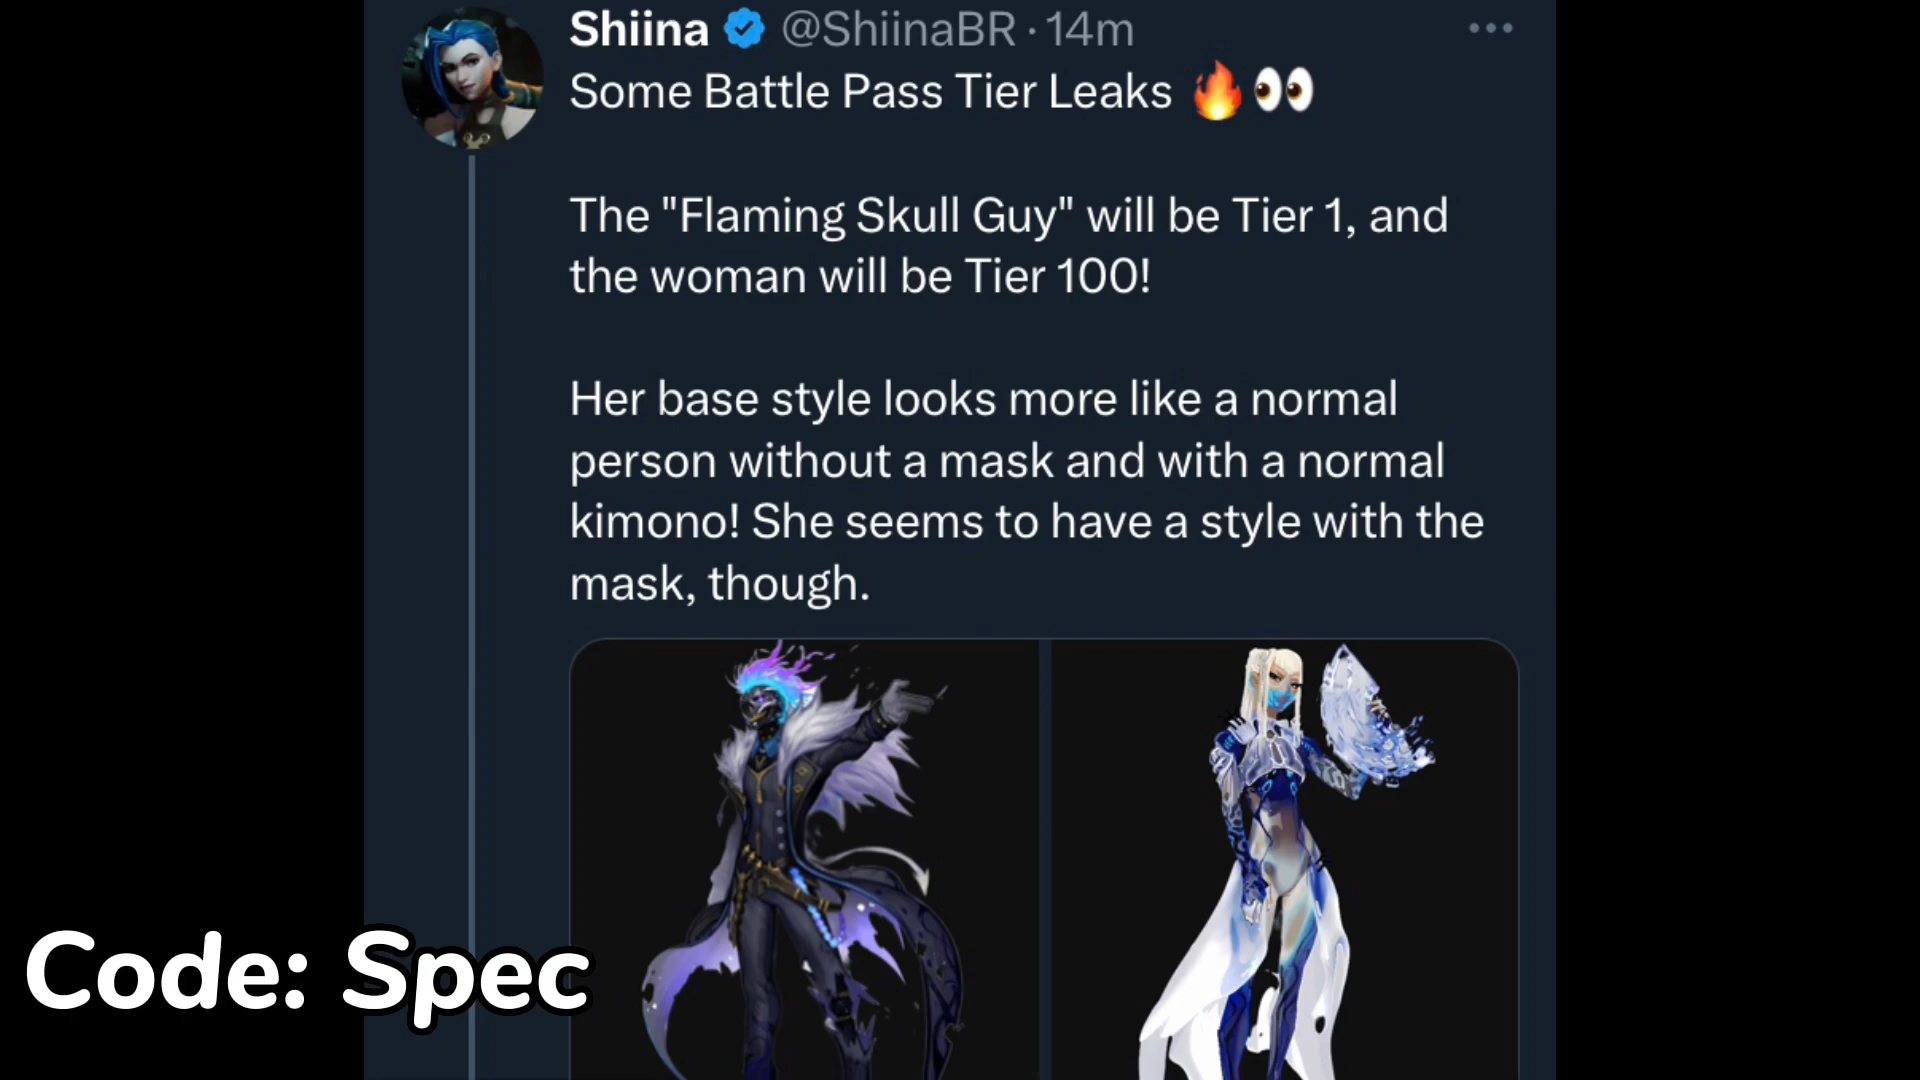 Shiina @ShiinaBR · 14m
Some Battle Pass Tier Leaks 🔥👀
The "Flaming Skull Guy" will be Tier 1, and
the woman will be Tier 100!
Her base style looks more like a normal
person without a mask and with a normal
kimono! She seems to have a style with the
mask, though.
Code: Spec